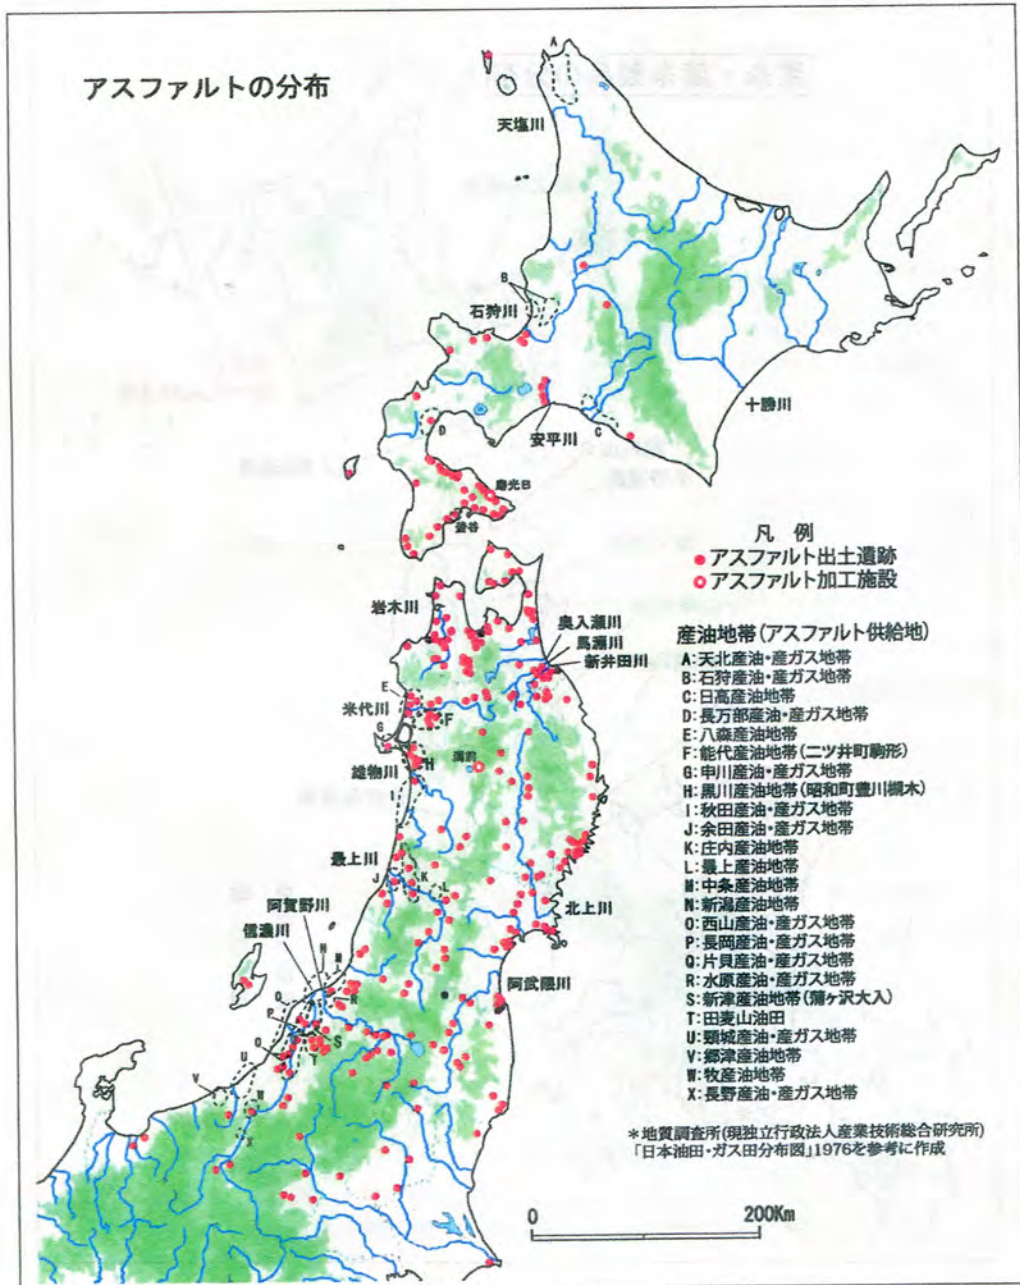 アスファルトの分布
A
天塩川
B
石狩川
十勝川
安平川
C
D
豊谷
凡 例
アスファルト出土遺跡
アスファルト加工施設
岩木川
奥入瀬川
馬淵川
新井田川
E
米代川
F
G
H
雄物川
I
最上川
J
K
L
北上川
阿賀野川
信濃川
阿武隈川
N
M
O
P
R
S
Q
T
U
V
W
X
産油地帯(アスファルト供給地)
A:天北産油・産ガス地帯
B:石狩産油・産ガス地帯
C:日高産油地帯
D:長万部産油・産ガス地帯
E:八森産油地帯
F:能代産油地帯(二ツ井町駒形)
G:申川産油・産ガス地帯
H:黒川産油地帯(昭和町豊川槻木)
I:秋田産油・産ガス地帯
J:余田産油・産ガス地帯
K:庄内産油地帯
L:最上産油地帯
M:中条産油地帯
N:新潟産油地帯
O:西山産油・産ガス地帯
P:長岡産油・産ガス地帯
Q:片貝産油・産ガス地帯
R:水原産油・産ガス地帯
S:新津産油地帯(蒲ヶ沢大入)
T:田麦山油田
U:頸城産油・産ガス地帯
V:郷津産油地帯
W:牧産油地帯
X:長野産油・産ガス地帯
*地質調査所(現独立行政法人産業技術総合研究所)
「日本油田・ガス田分布図」1976を参考に作成
0
200Km